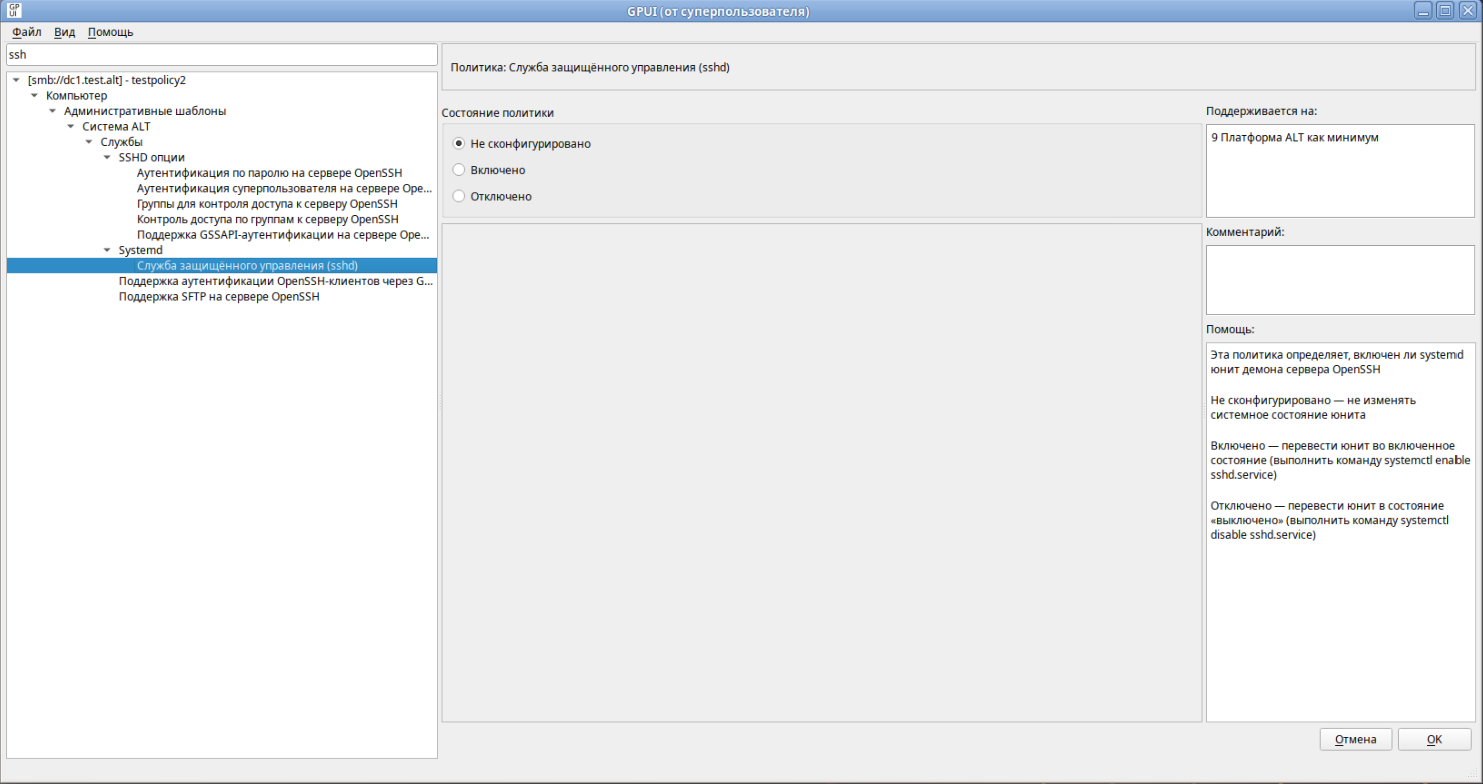 GP
UI
GPUI (от суперпользователя)
Файл Вид Помощь
ssh
[smb://dc1.test.alt] - testpolicy2
Компьютер
Административные шаблоны
Система ALT
Службы
SSHD опции
Аутентификация по паролю на сервере OpenSSH
Аутентификация суперпользователя на сервере Ope...
Группы для контроля доступа к серверу OpenSSH
Контроль доступа по группам к серверу OpenSSH
Поддержка GSSAPI-аутентификации на сервере Ope...
Systemd
Служба защищённого управления (sshd)
Поддержка аутентификации OpenSSH-клиентов через G...
Поддержка SFTP на сервере OpenSSH
Политика: Служба защищённого управления (sshd)
Состояние политики
Не сконфигурировано
Включено
Отключено
Поддерживается на:
9 Платформа ALT как минимум
Комментарий:
Помощь:
Эта политика определяет, включен ли systemd
юнит демона сервера OpenSSH
Не сконфигурировано — не изменять
системное состояние юнита
Включено — перевести юнит во включенное
состояние (выполнить команду systemctl enable
sshd.service)
Отключено — перевести юнит в состояние
«выключено» (выполнить команду systemctl
disable sshd.service)
Отмена
OK